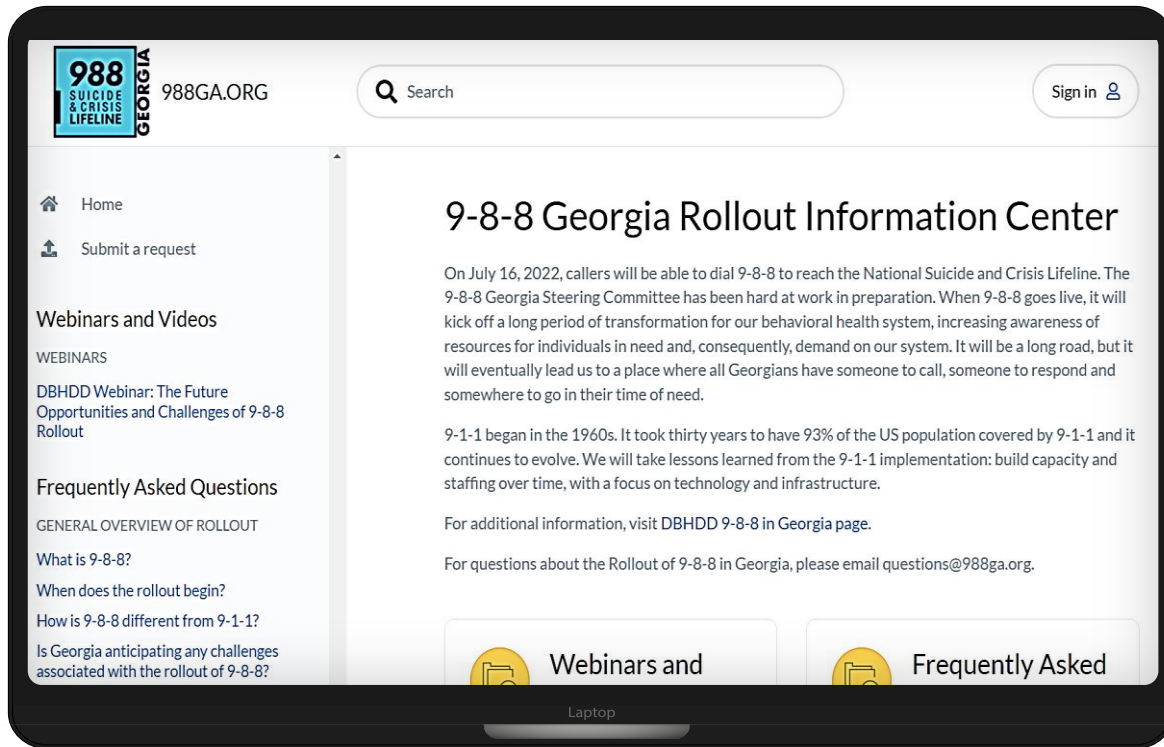 988
SUICIDE
& CRISIS
LIFELINE
GEORGIA
988GA.ORG
Search
Sign in
Home
Submit a request
Webinars and Videos
WEBINARS
DBHDD Webinar: The Future
Opportunities and Challenges of 9-8-8
Rollout
Frequently Asked Questions
GENERAL OVERVIEW OF ROLLOUT
What is 9-8-8?
When does the rollout begin?
How is 9-8-8 different from 9-1-1?
Is Georgia anticipating any challenges
associated with the rollout of 9-8-8?
9-8-8 Georgia Rollout Information Center
On July 16, 2022, callers will be able to dial 9-8-8 to reach the National Suicide and Crisis Lifeline. The
9-8-8 Georgia Steering Committee has been hard at work in preparation. When 9-8-8 goes live, it will
kick off a long period of transformation for our behavioral health system, increasing awareness of
resources for individuals in need and, consequently, demand on our system. It will be a long road, but it
will eventually lead us to a place where all Georgians have someone to call, someone to respond and
somewhere to go in their time of need.
9-1-1 began in the 1960s. It took thirty years to have 93% of the US population covered by 9-1-1 and it
continues to evolve. We will take lessons learned from the 9-1-1 implementation: build capacity and
staffing over time, with a focus on technology and infrastructure.
For additional information, visit DBHDD 9-8-8 in Georgia page.
For questions about the Rollout of 9-8-8 in Georgia, please email questions@988ga.org.
Webinars and
Frequently Asked
Laptop